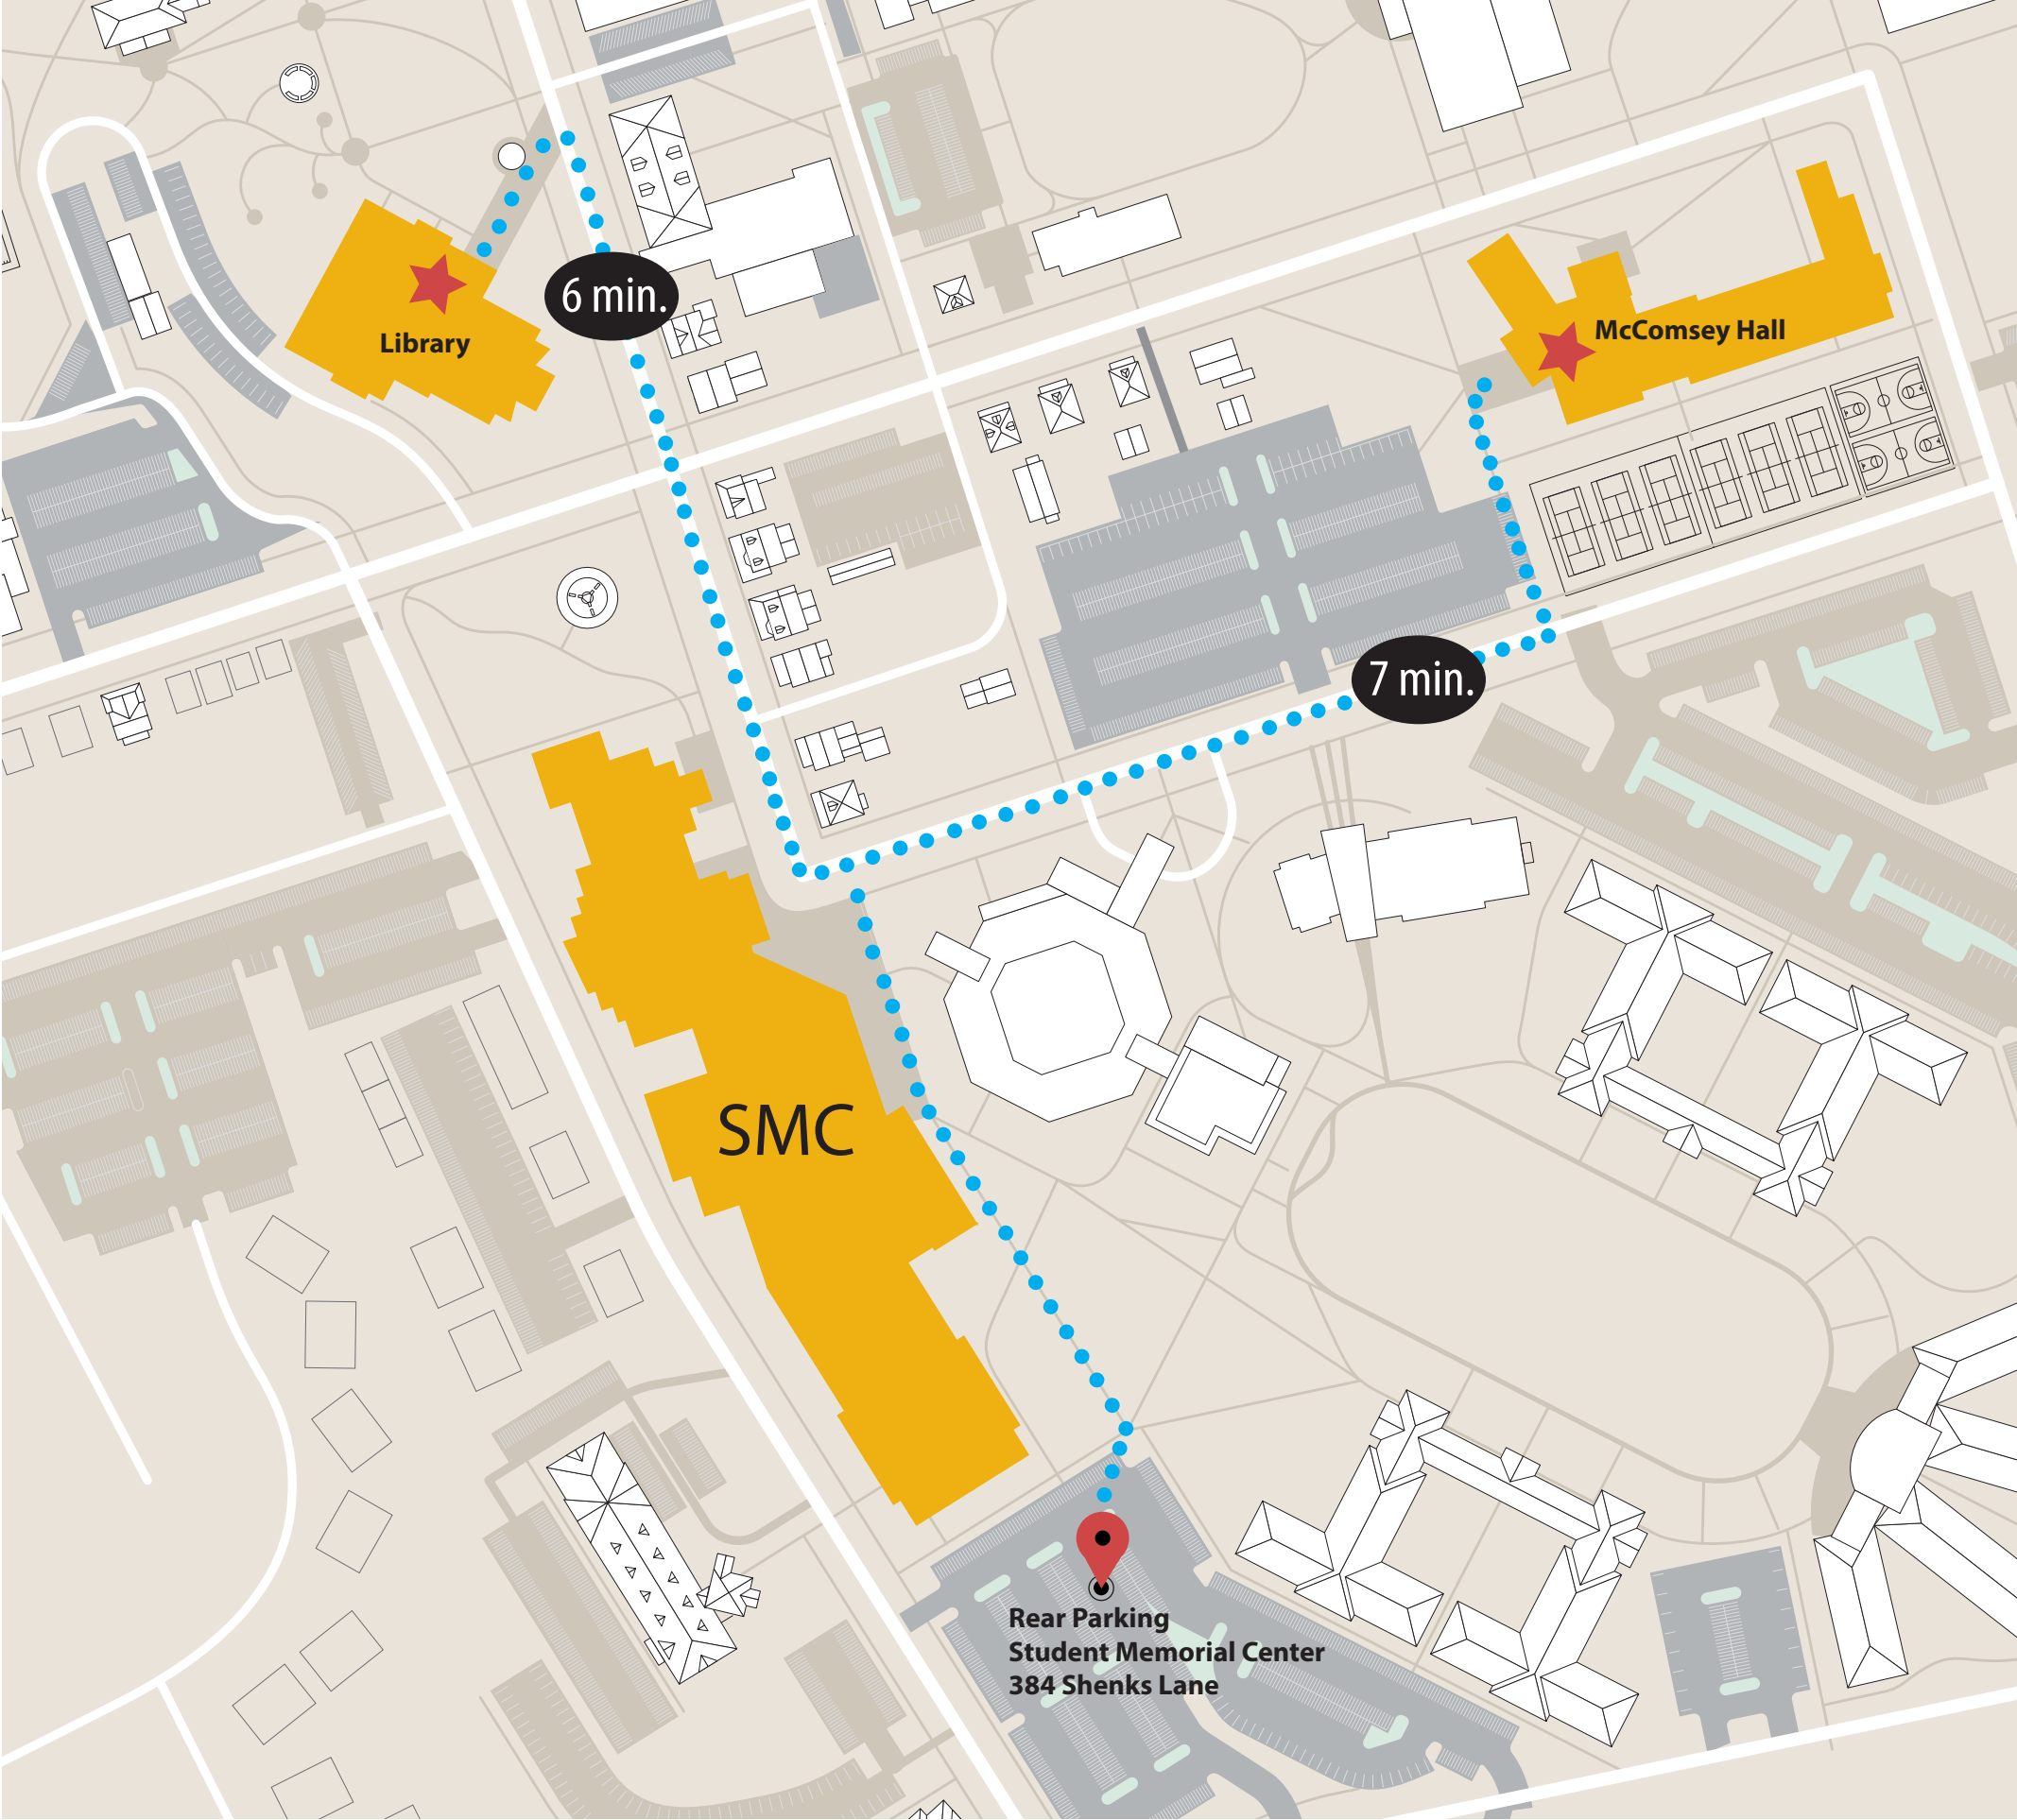 6 min.
Library
McComsey Hall
7 min.
SMC
Rear Parking
Student Memorial Center
384 Shenks Lane